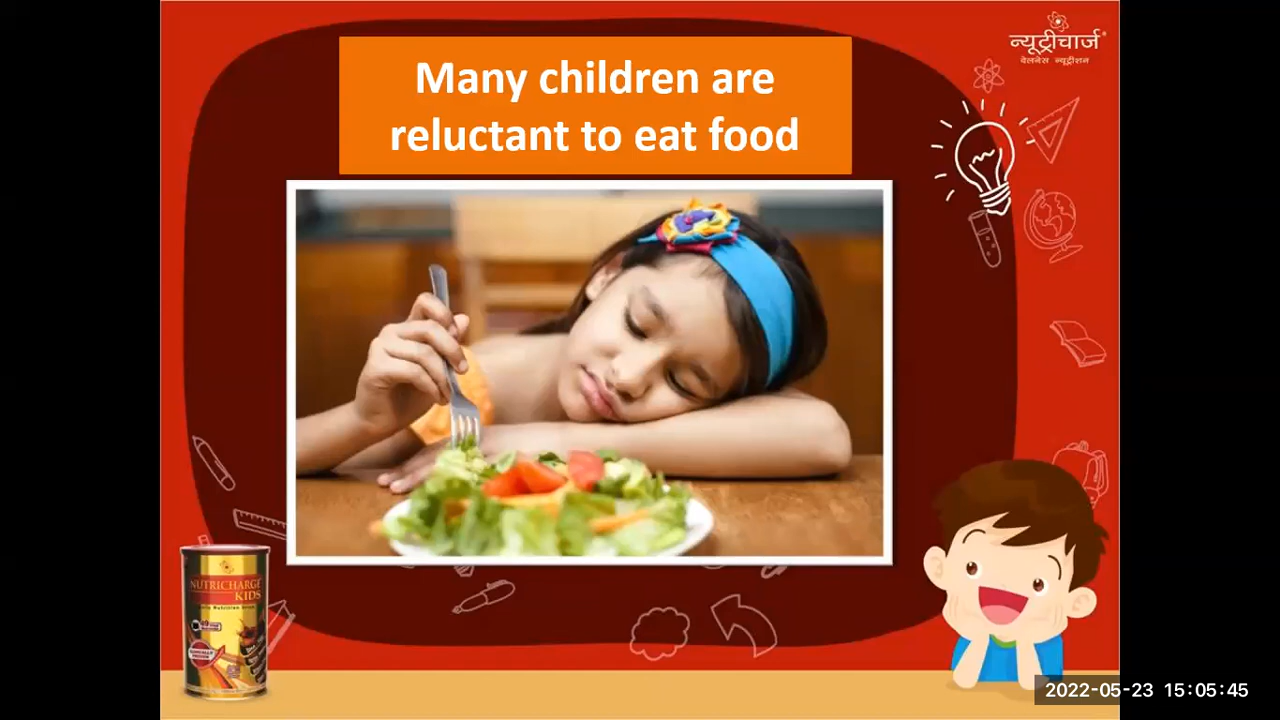 न्यूट्रीचार्ज®
वेलनेस न्यूट्रीशन
Many children are
reluctant to eat food
NUTRICHARGE
KIDS
2022-05-23 15:05:45